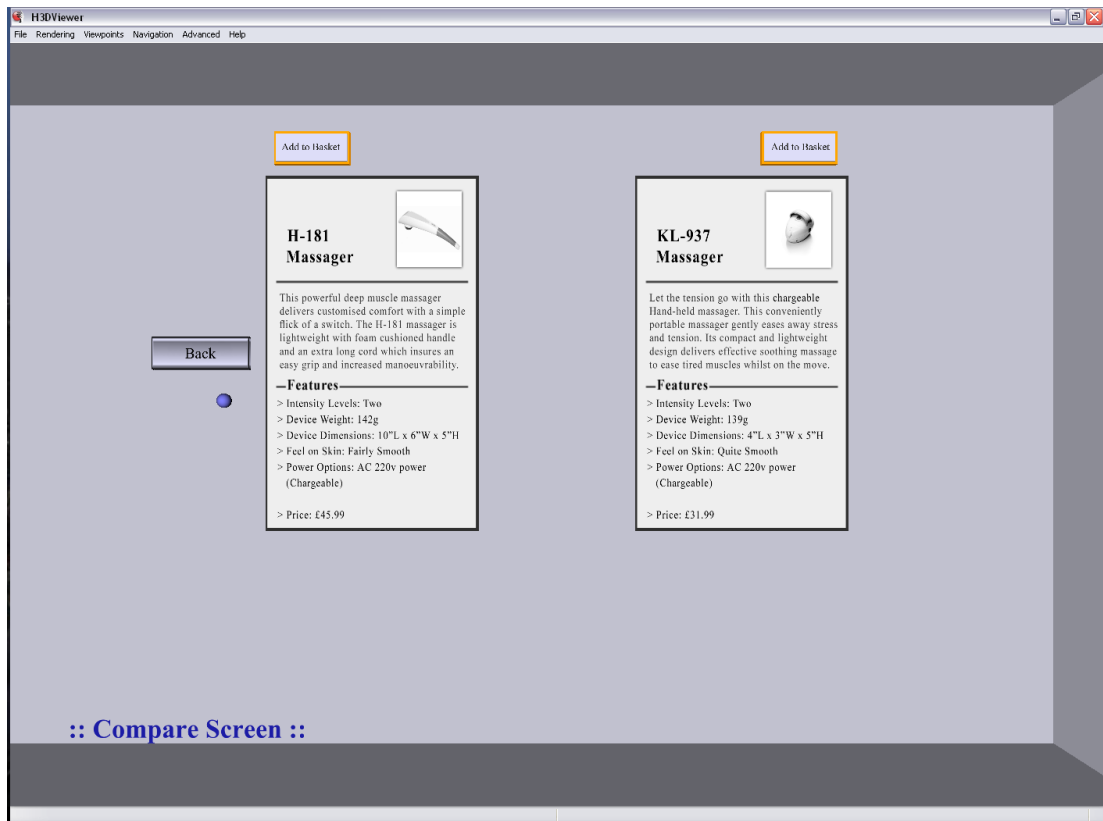 H3DViewer
File Rendering Viewpoints Navigation Advanced Help
Add to Basket
Add to Basket
H-181
Massager
This powerful deep muscle massager
delivers customised comfort with a simple
flick of a switch. The H-181 massager is
lightweight with foam cushioned handle
and an extra long cord which insures an
easy grip and increased manoeuvrability.
Features
> Intensity Levels: Two
> Device Weight: 142g
> Device Dimensions: 10”L x 6”W x 5”H
> Feel on Skin: Fairly Smooth
> Power Options: AC 220v power
(Chargeable)
> Price: £45.99
KL-937
Massager
Let the tension go with this chargeable
Hand-held massager. This conveniently
portable massager gently eases away stress
and tension. Its compact and lightweight
design delivers effective soothing massage
to ease tired muscles whilst on the move.
Features
> Intensity Levels: Two
> Device Weight: 139g
> Device Dimensions: 4”L x 3”W x 5”H
> Feel on Skin: Quite Smooth
> Power Options: AC 220v power
(Chargeable)
> Price: £31.99
Back
:: Compare Screen ::